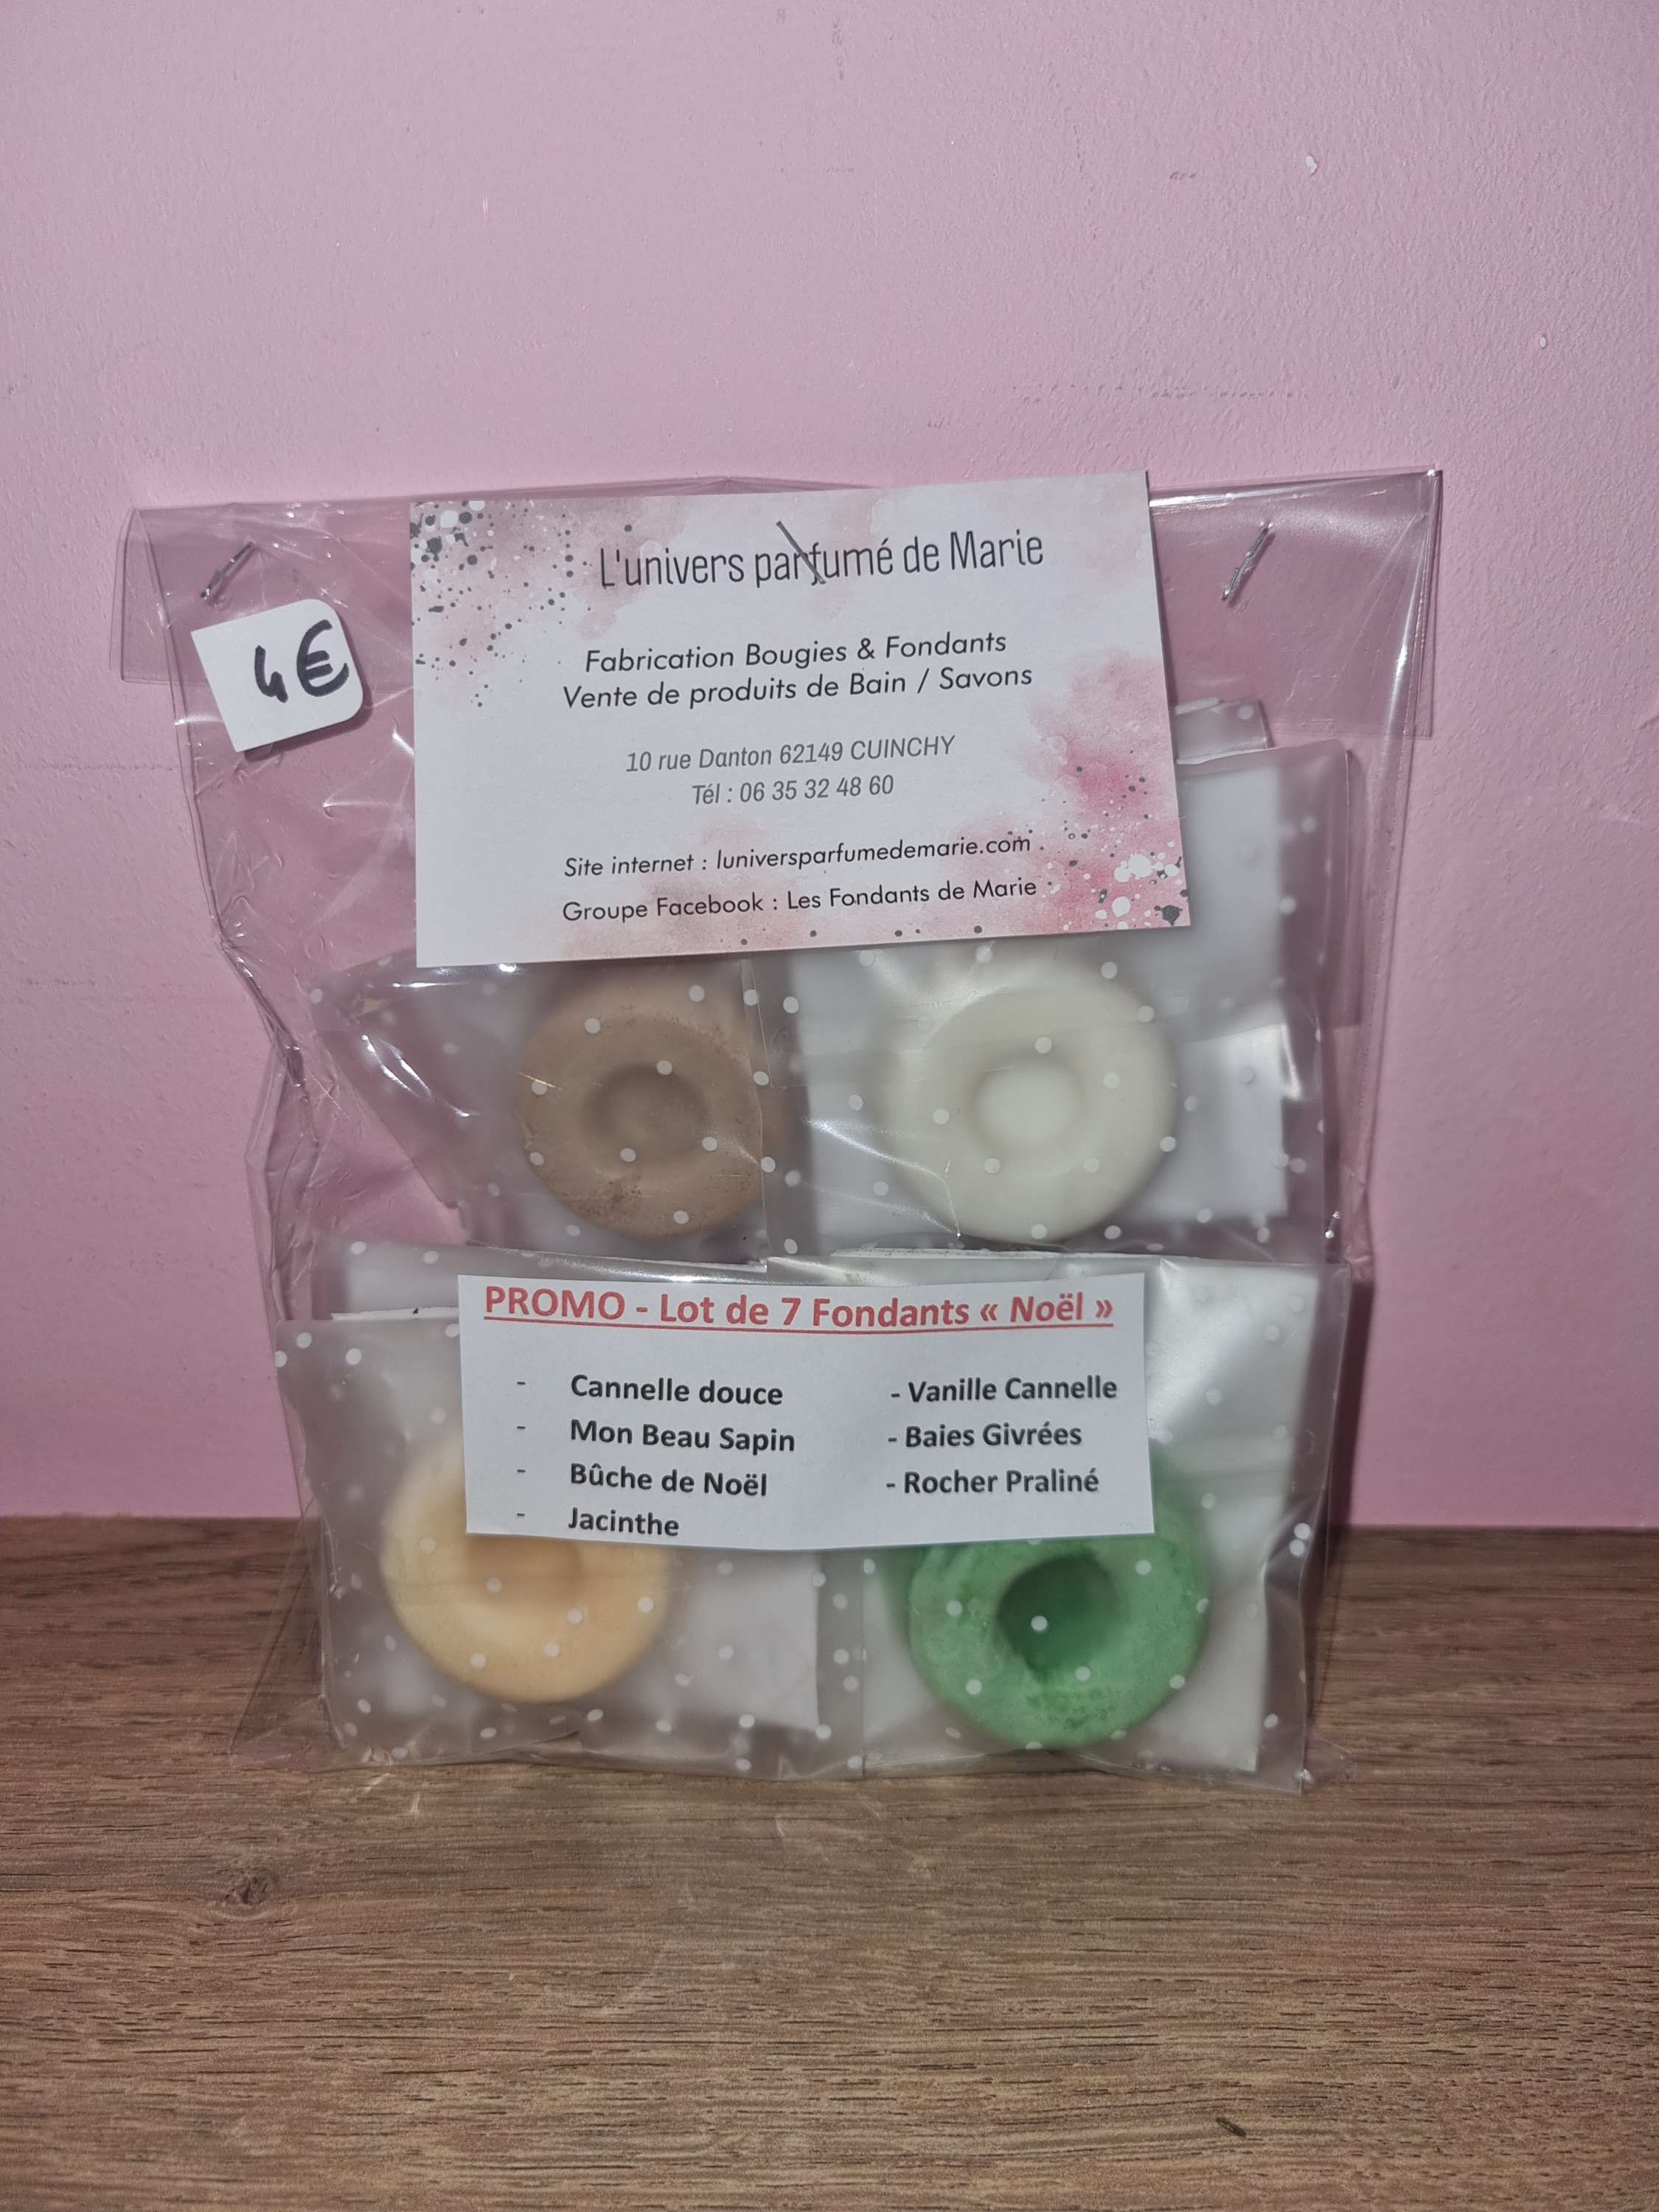 L'univers parfumé de Marie
Fabrication Bougies & Fondants
Vente de produits de Bain / Savons
10 rue Danton 62149 CUINCHY
Tél : 06 35 32 48 60
Site internet : luniversparfumedemarie.com
Groupe Facebook : Les Fondants de Marie
4€
PROMO - Lot de 7 Fondants « Noël »
- Cannelle douce - Vanille Cannelle
- Mon Beau Sapin - Baies Givrées
- Bûche de Noël - Rocher Praliné
- Jacinthe